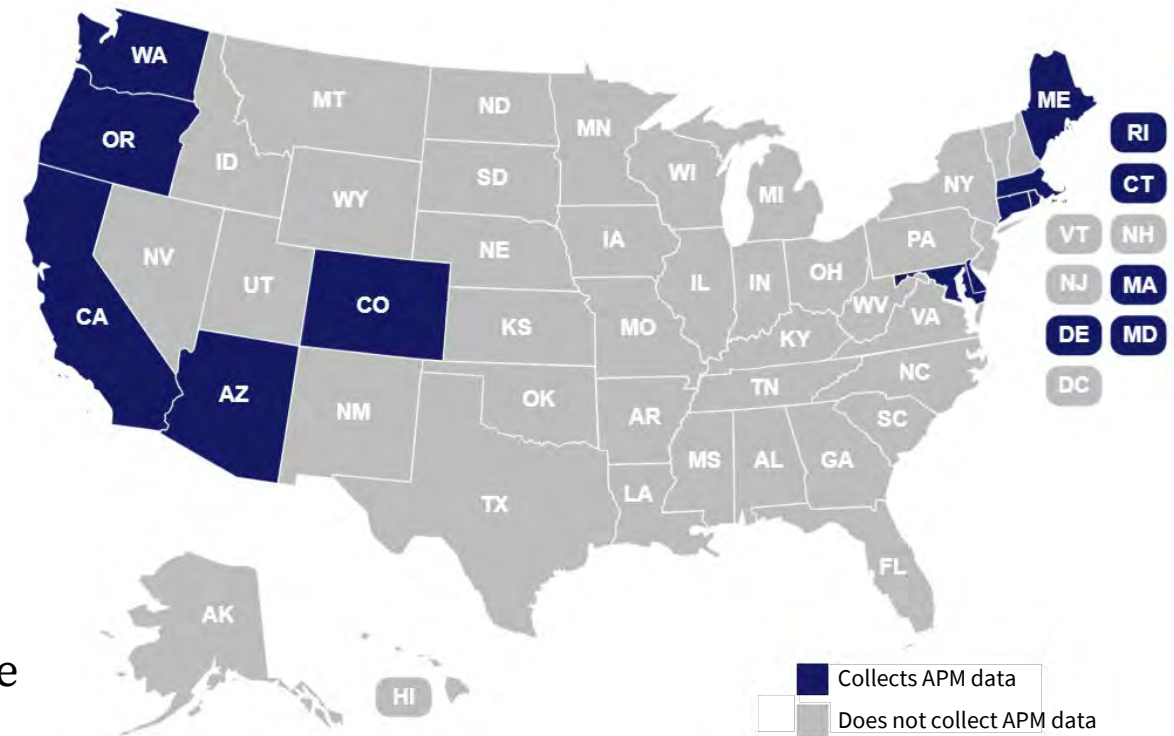 WA
MT
ND
MN
ME
OR
ID
SD
WI
MI
NY
RI
WY
CT
NV
UT
NE
IA
IL
IN
OH
PA
VT
NH
CA
CO
KS
MO
WV
VA
NJ
MA
KY
DE
MD
AZ
NM
OK
AR
TN
NC
DC
SC
TX
LA
MS
AL
GA
FL
AK
HI
e
Collects APM data
Does not collect APM data